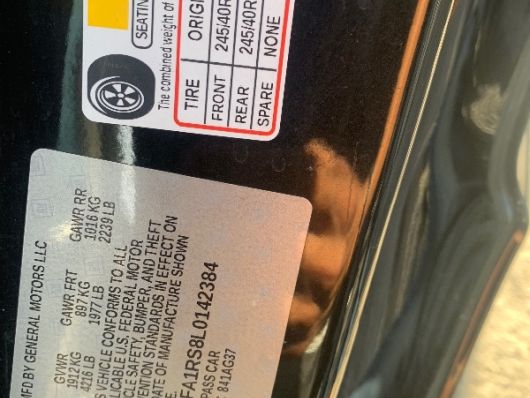 SEATIN
The combined weight of
TIRE ORIGI
FRONT 245/40R
REAR 245/40R
SPARE NONE
MFD BY GENERAL MOTORS LLC
GVWR GAWR FRT GAWR RR
1912 KG 897 KG 1016 KG
4216 LB 1977 LB 2239 LB
S VEHICLE CONFORMS TO ALL
LICABLE U.S. FEDERAL MOTOR
CLE SAFETY, BUMPER, AND THEFT
ENTION STANDARDS IN EFFECT ON
ATE OF MANUFACTURE SHOWN
E.
FA1RS8L0142384
PASS CAR
841AG37